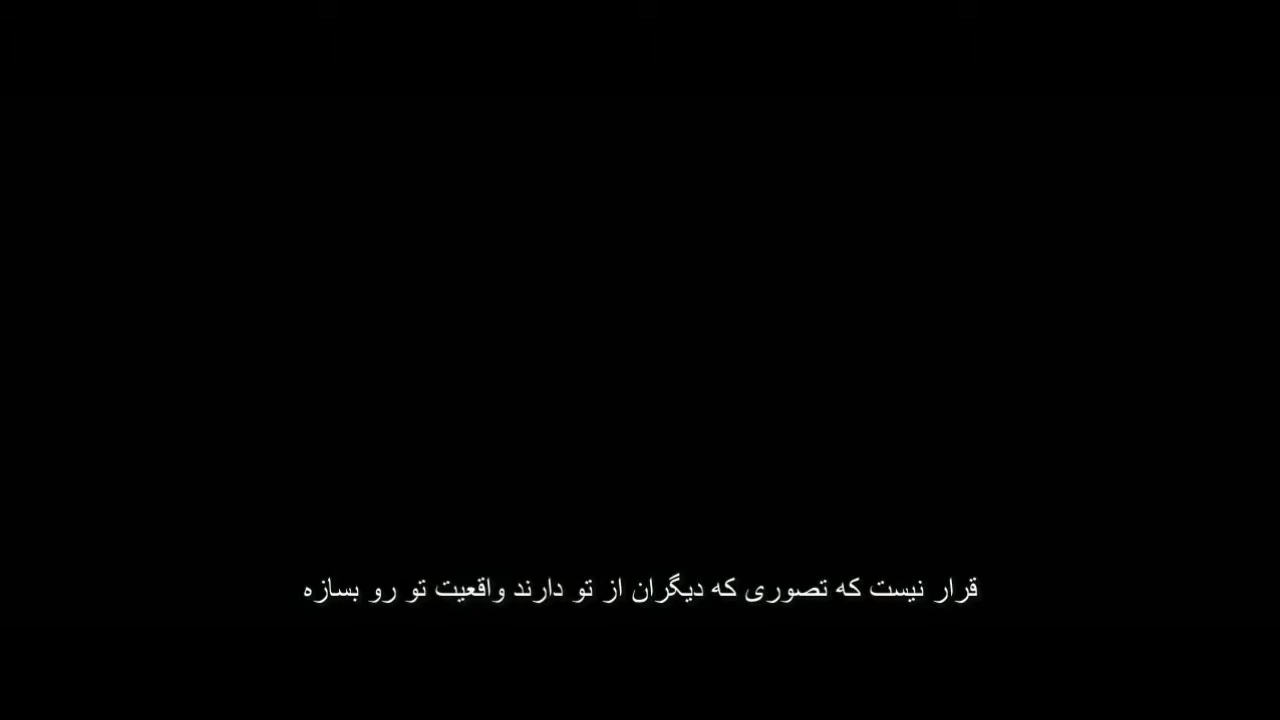 قرار نیست که تصوری که دیگران از تو دارند واقعیت تو رو بسازه